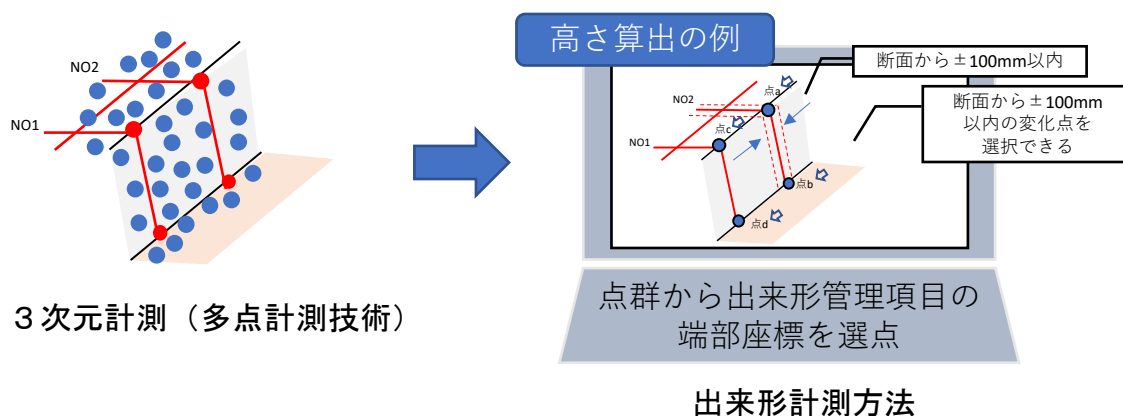 NO2
NO1
3次元計測（多点計測技術）
高さ算出の例
断面から±100mm以内
断面から±100mm
以内の変化点を
選択できる
点a
NO2
点c
NO1
点b
点d
点群から出来形管理項目の
端部座標を選点
出来形計測方法